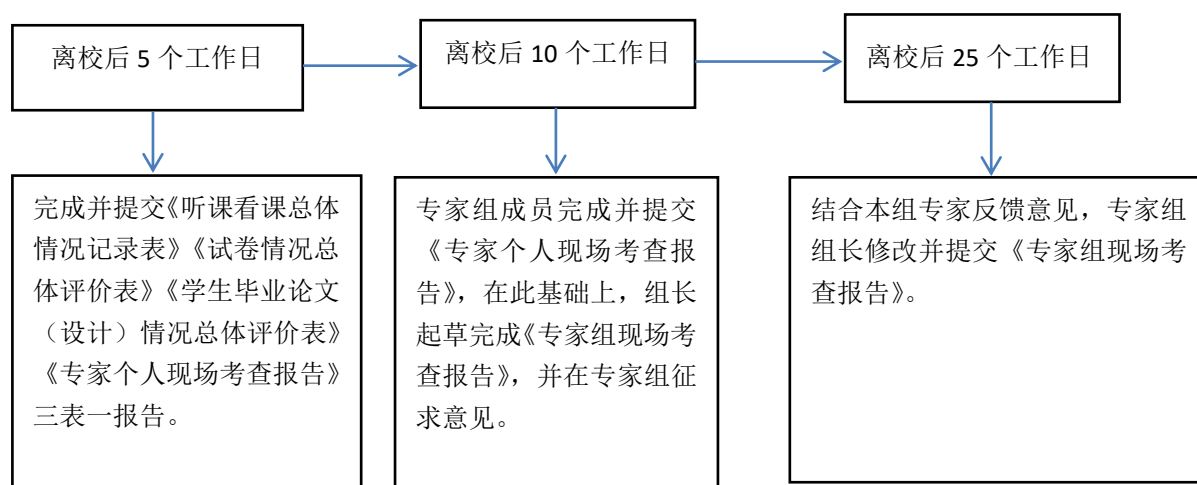 离校后 5 个工作日
离校后 10 个工作日
离校后 25 个工作日
完成并提交《听课看课总体
情况记录表》《试卷情况总
体评价表》《学生毕业论文
（设计）情况总体评价表》
《专家个人现场考查报告》
三表一报告。
专家组成员完成并提交
《专家个人现场考查报
告》，在此基础上，组长
起草完成《专家组现场考
查报告》，并在专家组征
求意见。
结合本组专家反馈意见，专家组
组长修改并提交《专家组现场考
查报告》。